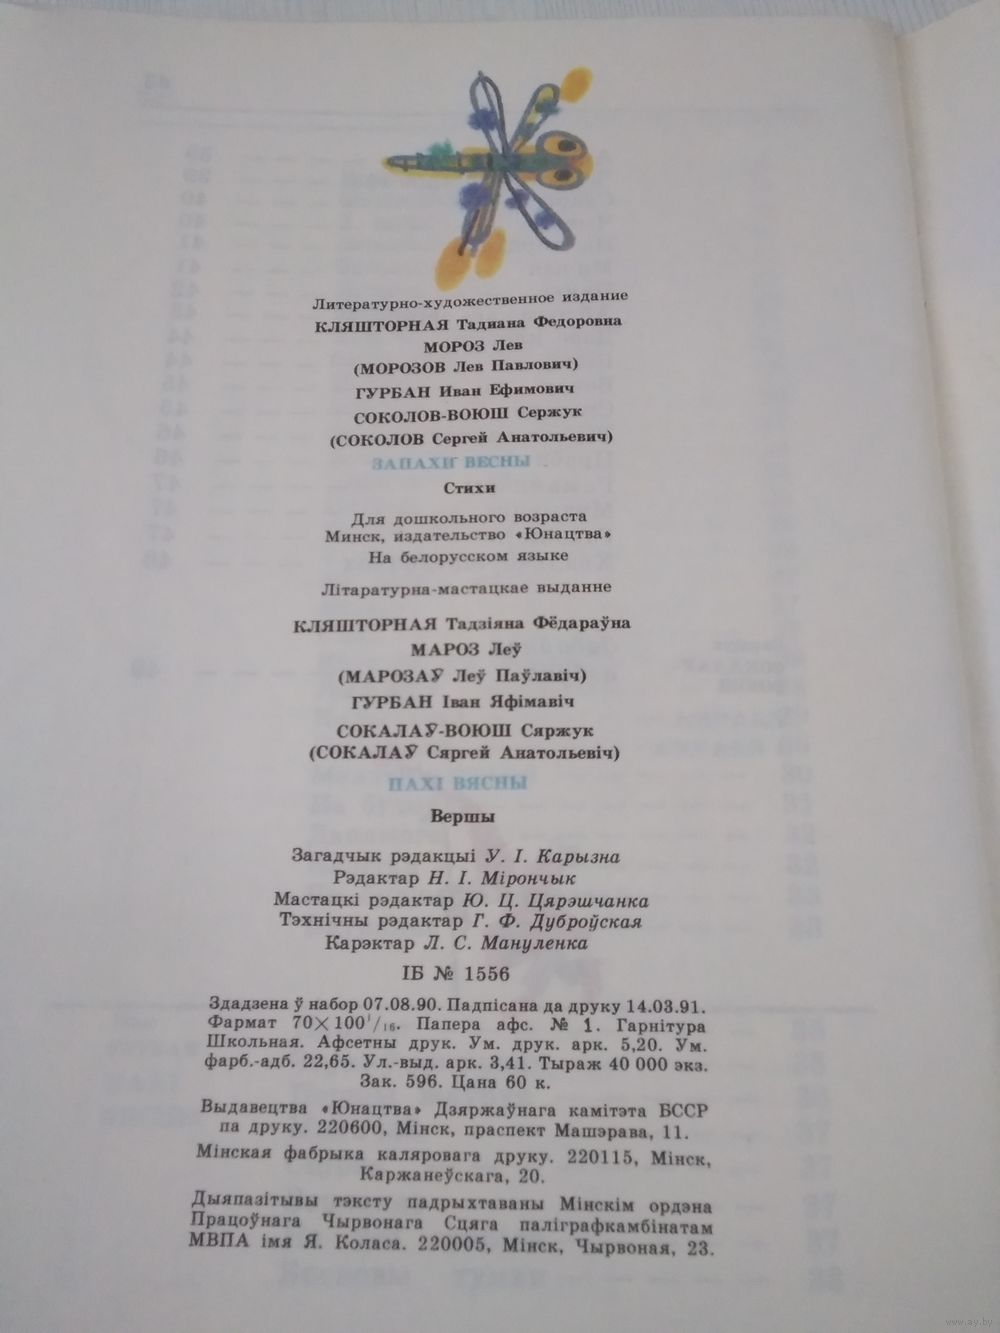 Литературно-художественное издание
КЛЯШТОРНАЯ Тадиана Федоровна
МОРОЗ Лев
(МОРОЗОВ Лев Павлович)
ГУРБАН Иван Ефимович
СОКОЛОВ-ВОЮШ Сержук
(СОКОЛОВ Сергей Анатольевич)
ЗАПАХИ ВЕСНЫ
Стихи
Для дошкольного возраста
Минск, издательство «Юнацтва»
На белорусском языке
Літаратурна-мастацкае выданне
КЛЯШТОРНАЯ Тадзіяна Фёдараўна
МАРОЗ Леў
(МАРОЗАЎ Леў Паўлавіч)
ГУРБАН Іван Яфімавіч
СОКАЛАЎ-ВОЮШ Сяржук
(СОКАЛАЎ Сяргей Анатольевіч)
ПАХІ ВЯСНЫ
Вершы
Загадчык рэдакцыі У. І. Карызна
Рэдактар Н. І. Мірончык
Мастацкі рэдактар Ю. Ц. Цярэшчанка
Тэхнічны рэдактар Г. Ф. Дуброўская
Карэктар Л. С. Мануленка
ІБ № 1556
Здадзена ў набор 07.08.90. Падпісана да друку 14.03.91.
Фармат 70×100 1/16. Папера афс. № 1. Гарнітура
Школьная. Афсетны друк. Ум. друк. арк. 5,20. Ум.
фарб.-адб. 22,65. Ул.-выд. арк. 3,41. Тыраж 40 000 экз.
Зак. 596. Цана 60 к.
Выдавецтва «Юнацтва» Дзяржаўнага камітэта БССР
па друку. 220600, Мінск, праспект Машэрава, 11.
Мінская фабрыка каляровага друку. 220115, Мінск,
Каржанеўскага, 20.
Дыяпазітывы тэксту падрыхтаваны Мінскім ордэна
Працоўнага Чырвонага Сцяга паліграфкамбінатам
МВПА імя Я. Коласа. 220005, Мінск, Чырвоная, 23.
www.ay.by